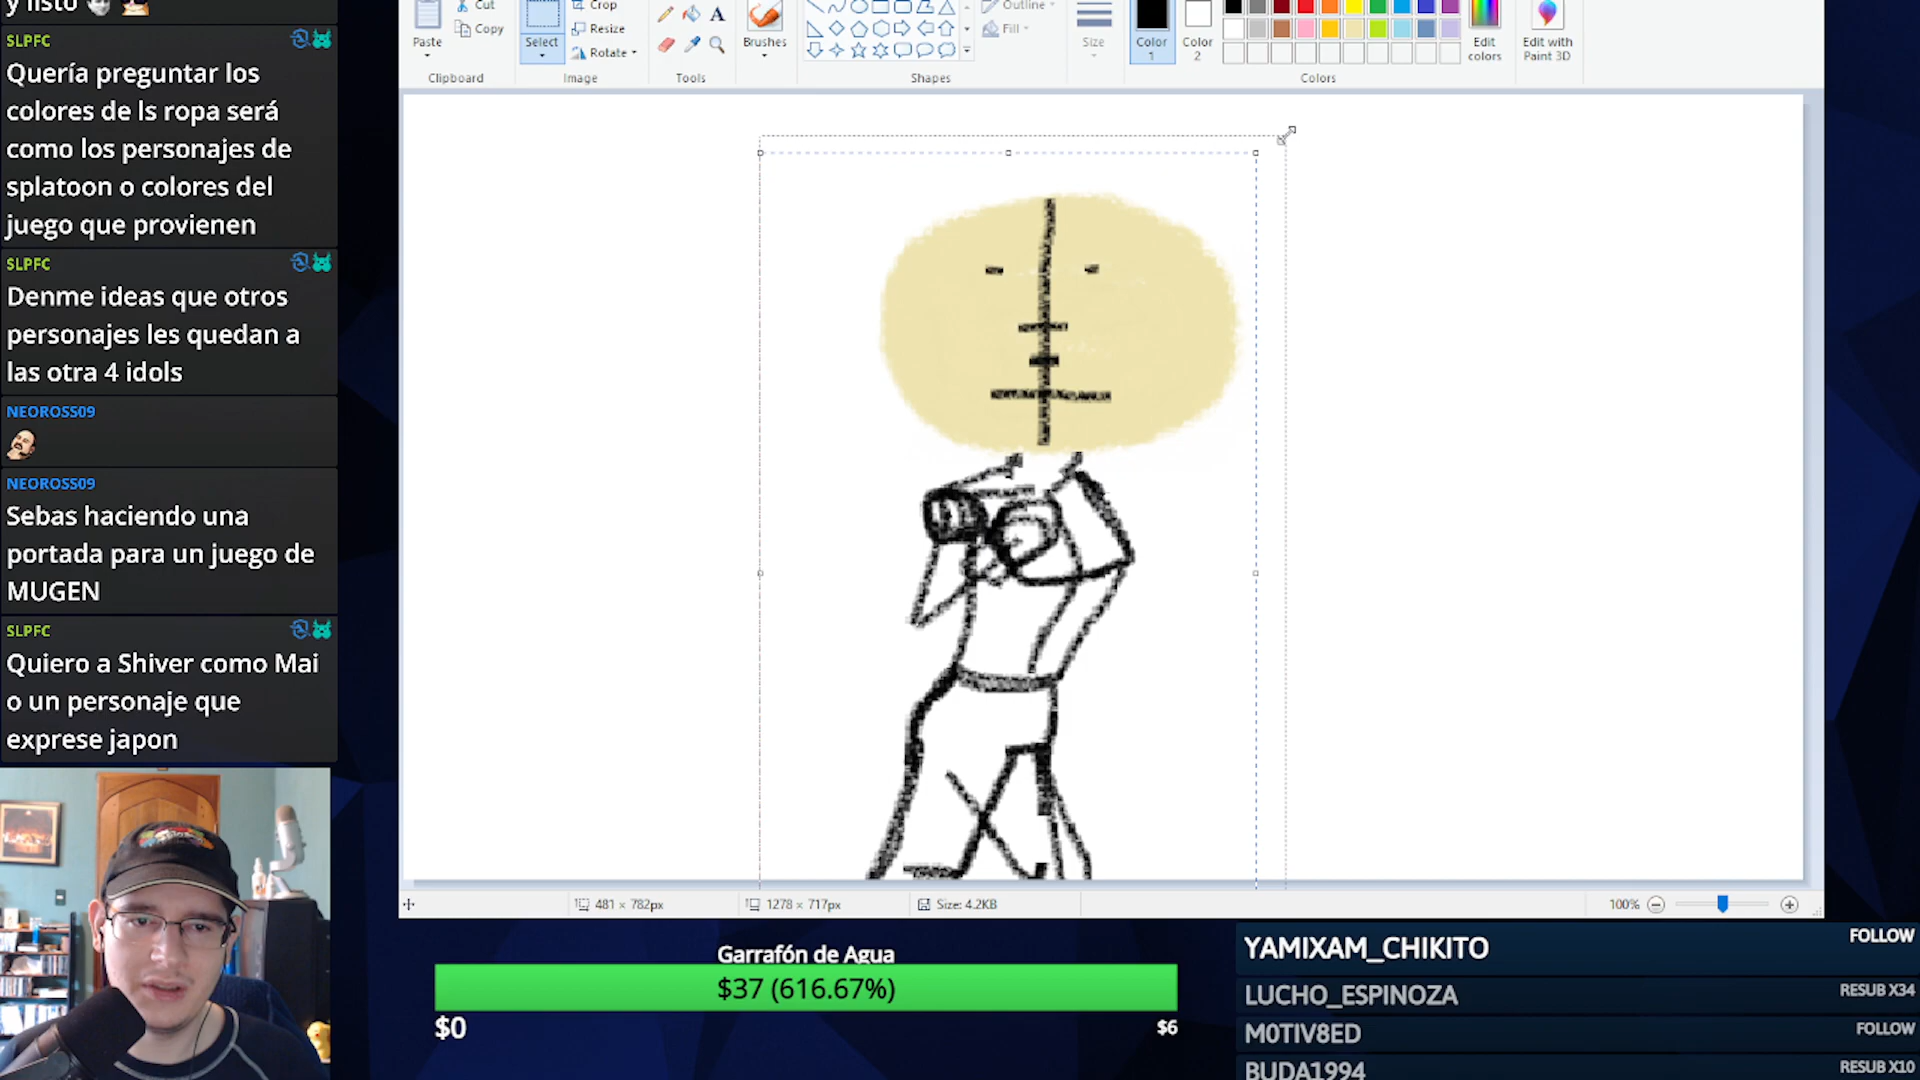 y listo
SLPFC
Quería preguntar los
colores de ls ropa será
como los personajes de
splatoon o colores del
juego que provienen
SLPFC
Denme ideas que otros
personajes les quedan a
las otra 4 idols
NEOROSS09
NEOROSS09
Sebas haciendo una
portada para un juego de
MUGEN
SLPFC
Quiero a Shiver como Mai
o un personaje que
exprese japon
Paste
Cut
Copy
Clipboard
Select
Crop
Resize
Rotate
Image
A
Tools
Brushes
Shapes
Outline
Fill
Size
Color
1
Color
2
Edit
colors
Edit with
Paint 3D
Colors
481 × 782px
1278 × 717px
Size: 4.2KB
100%
Garrafón de Agua
$37 (616.67%)
$0
$6
YAMIXAM_CHIKITO FOLLOW
LUCHO_ESPINOZA RESUB X34
M0TIV8ED FOLLOW
BUDA1994 RESUB X10